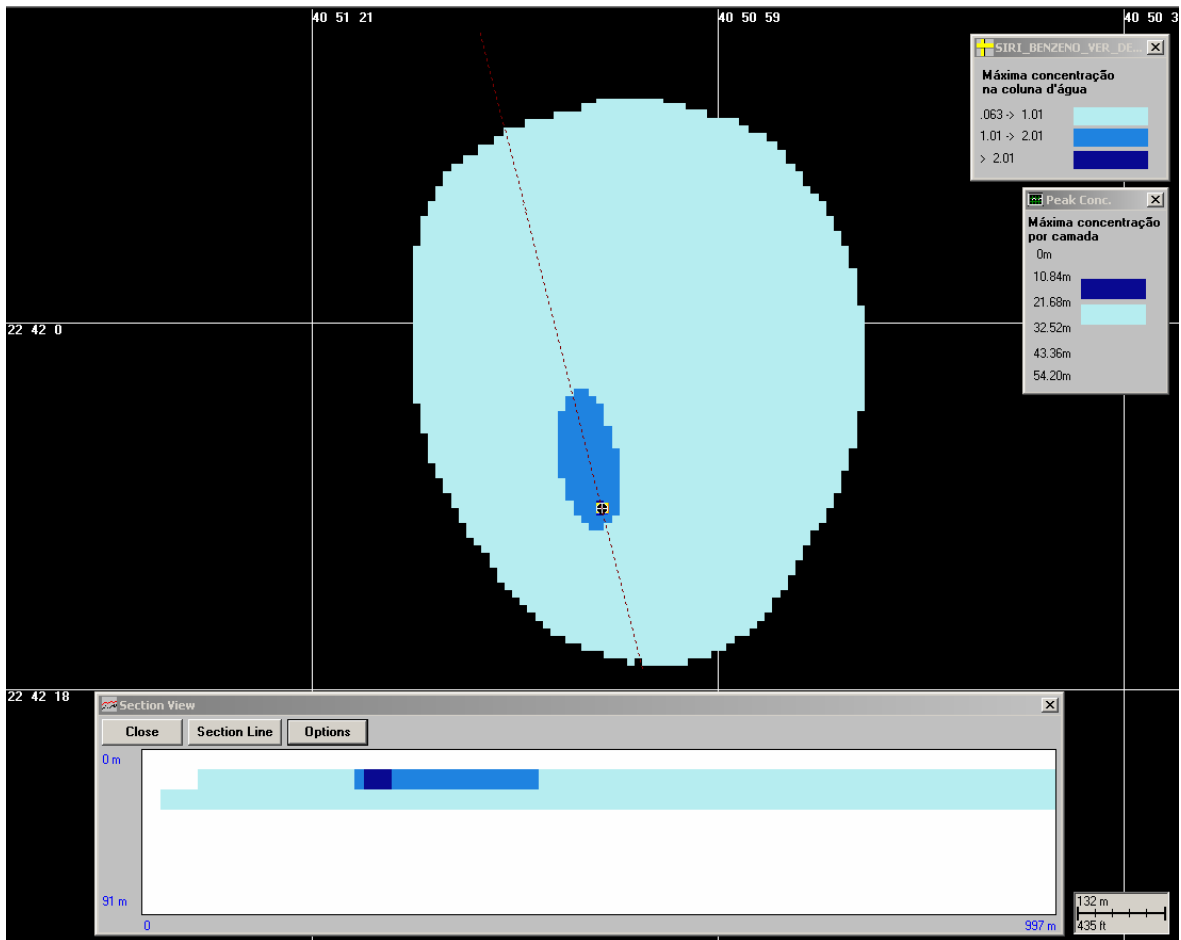 40 51 21
40 50 59
40 50 3
SIRI_BENZENO_VER_DE...
Máxima concentração
na coluna d'água
.063 -> 1.01
1.01 -> 2.01
> 2.01
Peak Conc.
Máxima concentração
por camada
0m
10.84m
21.68m
32.52m
43.36m
54.20m
22 42 0
22 42 18
Section View
Close
Section Line
Options
0 m
91 m
0
997 m
132 m
435 ft